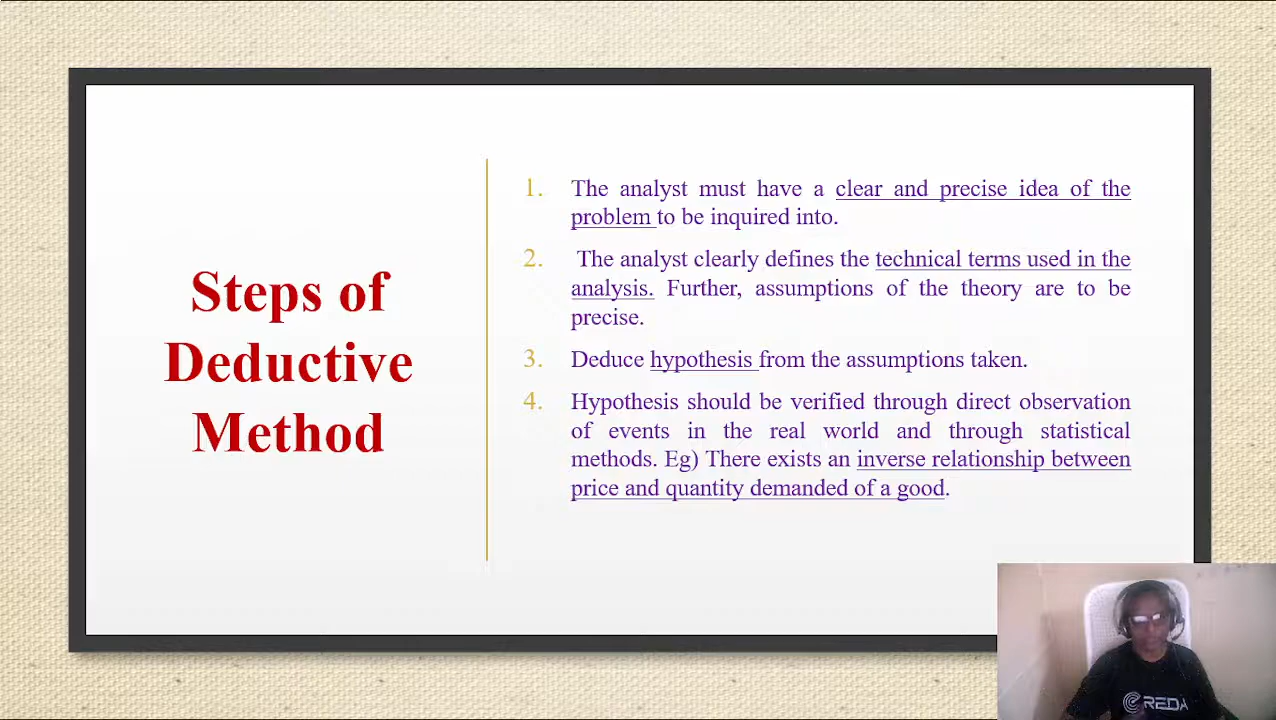 Steps of
Deductive
Method
1. The analyst must have a clear and precise idea of the
problem to be inquired into.
2. The analyst clearly defines the technical terms used in the
analysis. Further, assumptions of the theory are to be
precise.
3. Deduce hypothesis from the assumptions taken.
4. Hypothesis should be verified through direct observation
of events in the real world and through statistical
methods. Eg) There exists an inverse relationship between
price and quantity demanded of a good.
REDA